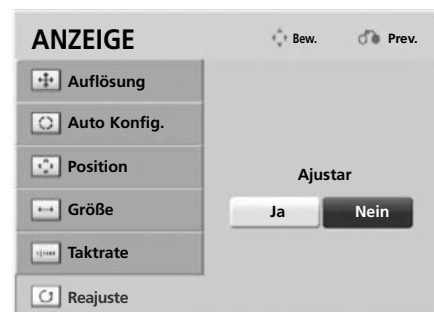 ANZEIGE
Bew.
Prev.
Auflösung
Auto Konfig.
Position
Größe
Taktrate
Reajuste
Ajustar
Ja
Nein